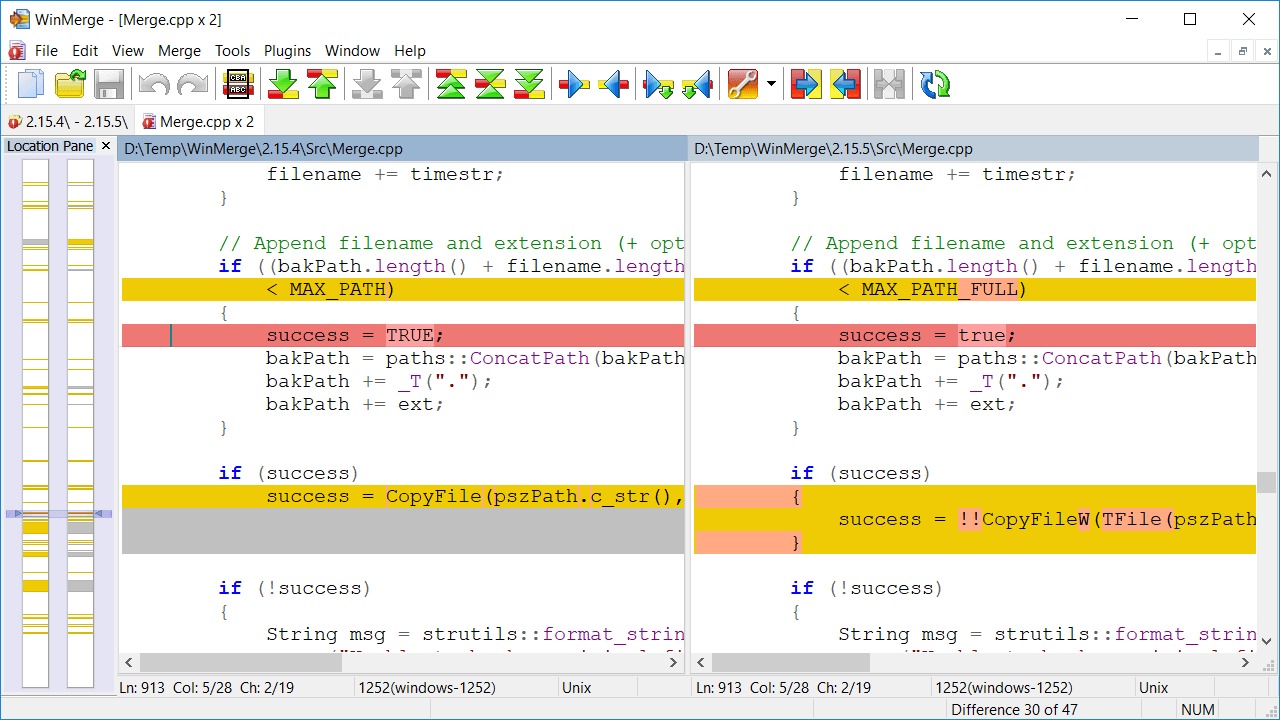 WinMerge - [Merge.cpp x 2]
File Edit View Merge Tools Plugins Window Help
CBA
ABC
2.15.4\ - 2.15.5\ Merge.cpp x 2
Location Pane
D:\Temp\WinMerge\2.15.4\Src\Merge.cpp
filename += timestr;
}
// Append filename and extension (+ opt
if ((bakPath.length() + filename.length
< MAX_PATH)
{
success = TRUE;
bakPath = paths::ConcatPath(bakPath
bakPath += _T(".");
bakPath += ext;
}
if (success)
success = CopyFile(pszPath.c_str(),
if (!success)
{
String msg = strutils::format_strin
D:\Temp\WinMerge\2.15.5\Src\Merge.cpp
filename += timestr;
}
// Append filename and extension (+ opt
if ((bakPath.length() + filename.length
< MAX_PATH_FULL)
{
success = true;
bakPath = paths::ConcatPath(bakPath
bakPath += _T(".");
bakPath += ext;
}
if (success)
{
success = !!CopyFileW(TFile(pszPath
}
if (!success)
{
String msg = strutils::format_strin
Ln: 913 Col: 5/28 Ch: 2/19 1252(windows-1252) Unix
Ln: 913 Col: 5/28 Ch: 2/19 1252(windows-1252) Unix
Difference 30 of 47 NUM